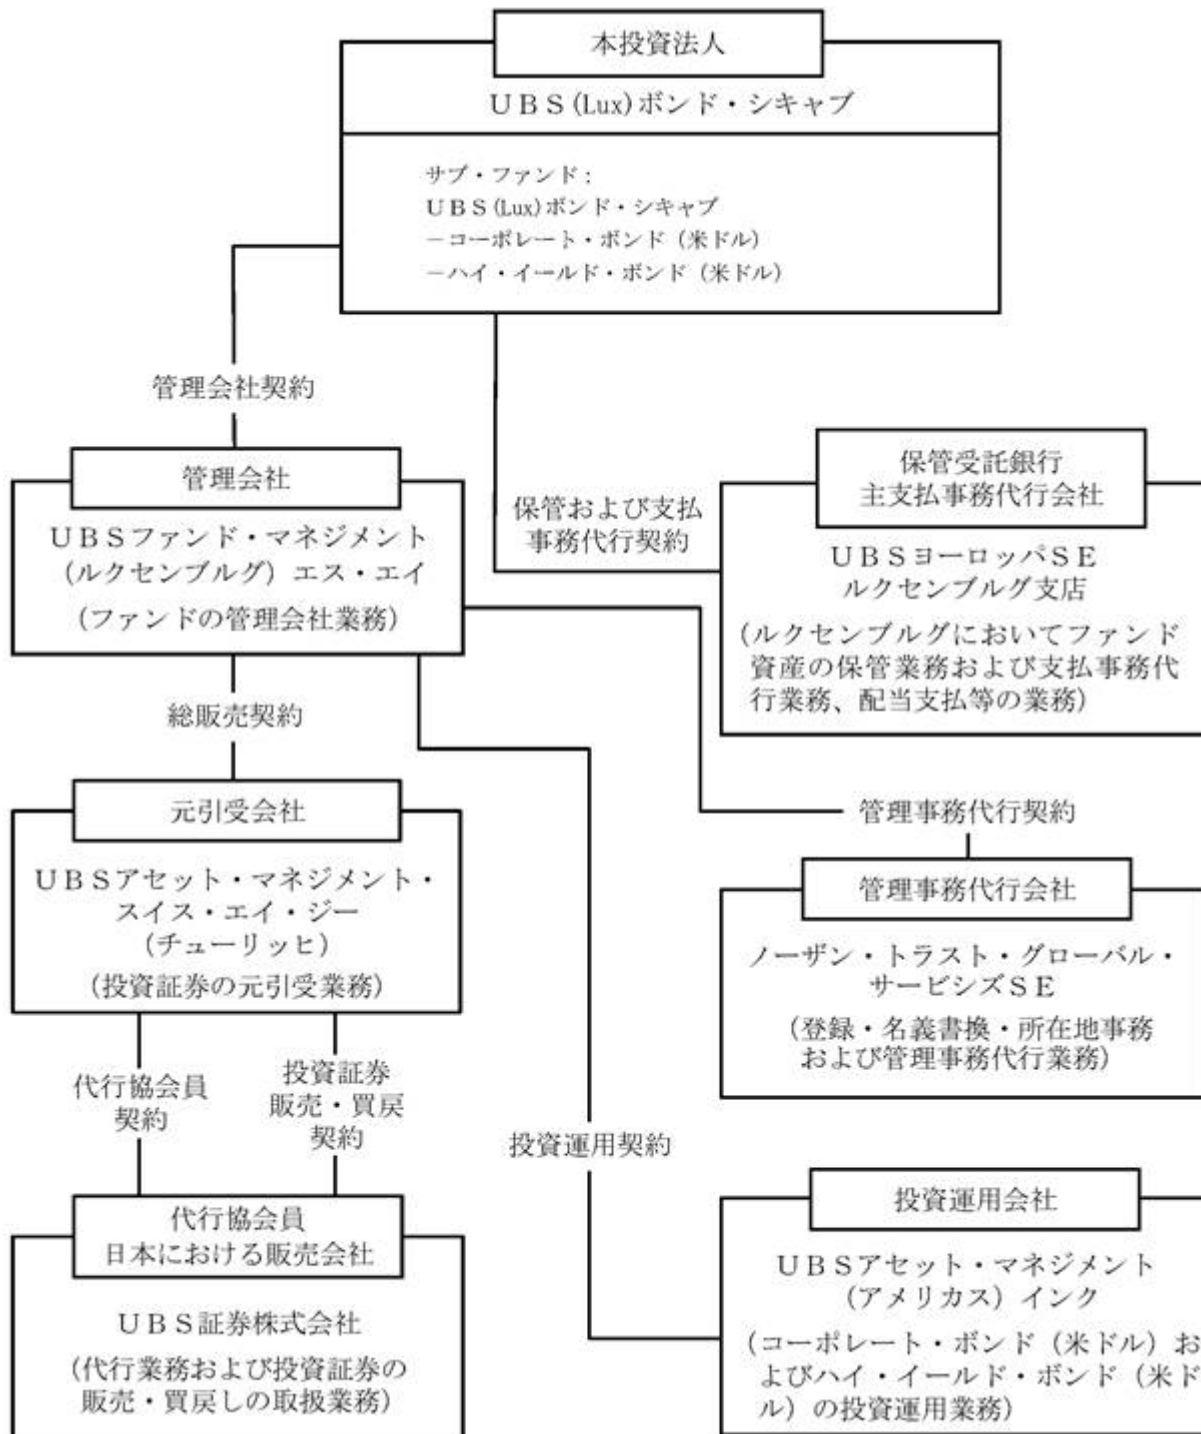 本投資法人
ＵＢＳ(Lux)ボンド・シキャブ
サブ・ファンド：
ＵＢＳ(Lux)ボンド・シキャブ
－コーポレート・ボンド（米ドル）
－ハイ・イールド・ボンド（米ドル）
管理会社契約
管理会社
ＵＢＳファンド・マネジメント
（ルクセンブルグ）エス・エイ
（ファンドの管理会社業務）
保管および支払
事務代行契約
保管受託銀行
主支払事務代行会社
ＵＢＳヨーロッパＳＥ
ルクセンブルグ支店
（ルクセンブルグにおいてファンド
資産の保管業務および支払事務代
行業務、配当支払等の業務）
総販売契約
元引受会社
ＵＢＳアセット・マネジメント・
スイス・エイ・ジー
（チューリッヒ）
（投資証券の元引受業務）
管理事務代行契約
管理事務代行会社
ノーザン・トラスト・グローバル・
サービシズＳＥ
（登録・名義書換・所在地事務
および管理事務代行業務）
代行協会員
契約
投資証券
販売・買戻
契約
投資運用契約
代行協会員
日本における販売会社
ＵＢＳ証券株式会社
（代行業務および投資証券の
販売・買戻しの取扱業務）
投資運用会社
ＵＢＳアセット・マネジメント
（アメリカス）インク
（コーポレート・ボンド（米ドル）お
よびハイ・イールド・ボンド（米ド
ル）の投資運用業務）